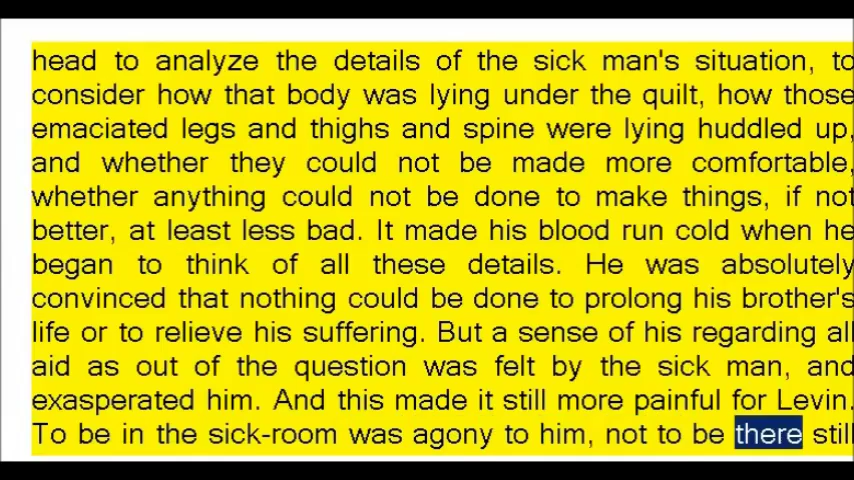 head to analyze the details of the sick man's situation, to
consider how that body was lying under the quilt, how those
emaciated legs and thighs and spine were lying huddled up,
and whether they could not be made more comfortable,
whether anything could not be done to make things, if not
better, at least less bad. It made his blood run cold when he
began to think of all these details. He was absolutely
convinced that nothing could be done to prolong his brother's
life or to relieve his suffering. But a sense of his regarding all
aid as out of the question was felt by the sick man, and
exasperated him. And this made it still more painful for Levin.
To be in the sick-room was agony to him, not to be there still